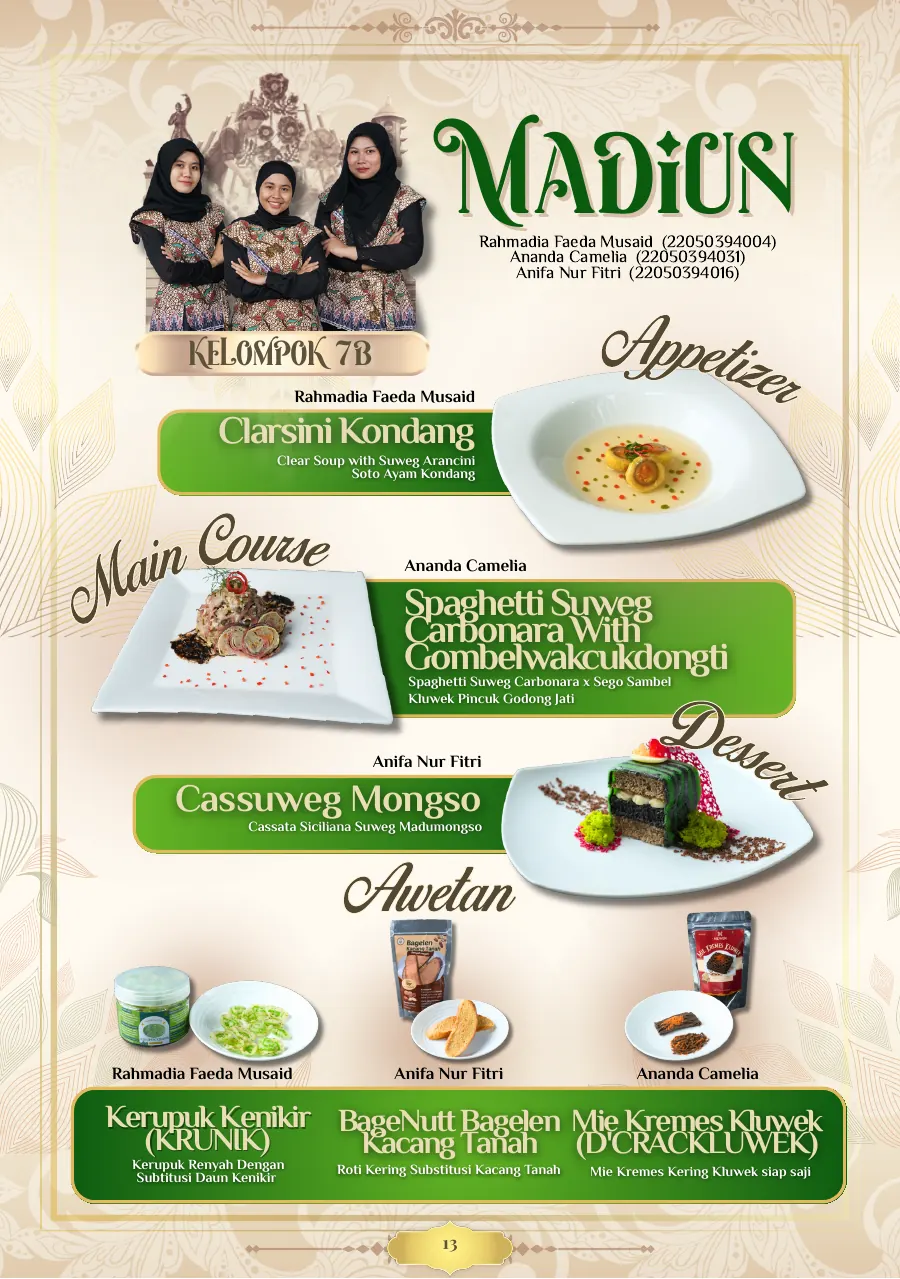 MADiUN
Rahmadia Faeda Musaid (22050394004)
Ananda Camelia (22050394031)
Anifa Nur Fitri (22050394016)
KELOMPOK 7B
Appetizer
Rahmadia Faeda Musaid
Clarsini Kondang
Clear Soup with Suweg Arancini
Soto Ayam Kondang
Main Course
Ananda Camelia
Spaghetti Suweg
Carbonara With
Gombelwakcukdongti
Spaghetti Suweg Carbonara x Sego Sambel
Kluwek Pincuk Godong Jati
Dessert
Anifa Nur Fitri
Cassuweg Mongso
Cassata Siciliana Suweg Madumongso
Awetan
Bagelen
Kacang Tanah
MIE KREMES KLUWEK
Rahmadia Faeda Musaid
Anifa Nur Fitri
Ananda Camelia
Kerupuk Kenikir
(KRUNIK)
Kerupuk Renyah Dengan
Subtitusi Daun Kenikir
BageNutt Bagelen
Kacang Tanah
Roti Kering Substitusi Kacang Tanah
Mie Kremes Kluwek
(D'CRACKLUWEK)
Mie Kremes Kering Kluwek siap saji
13